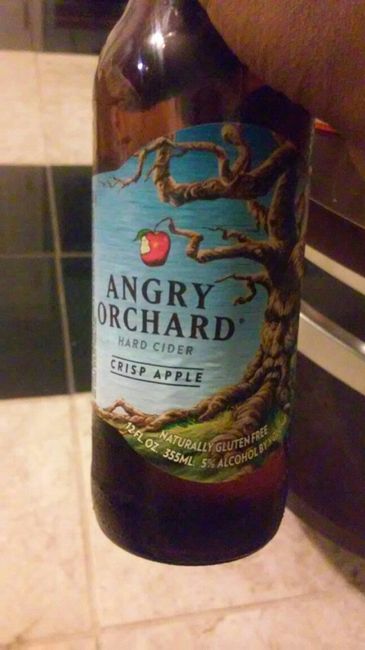 ANGRY
ORCHARD®
HARD CIDER
CRISP APPLE
NATURALLY GLUTEN FREE
12 FL OZ. 355ML. 5% ALCOHOL BY